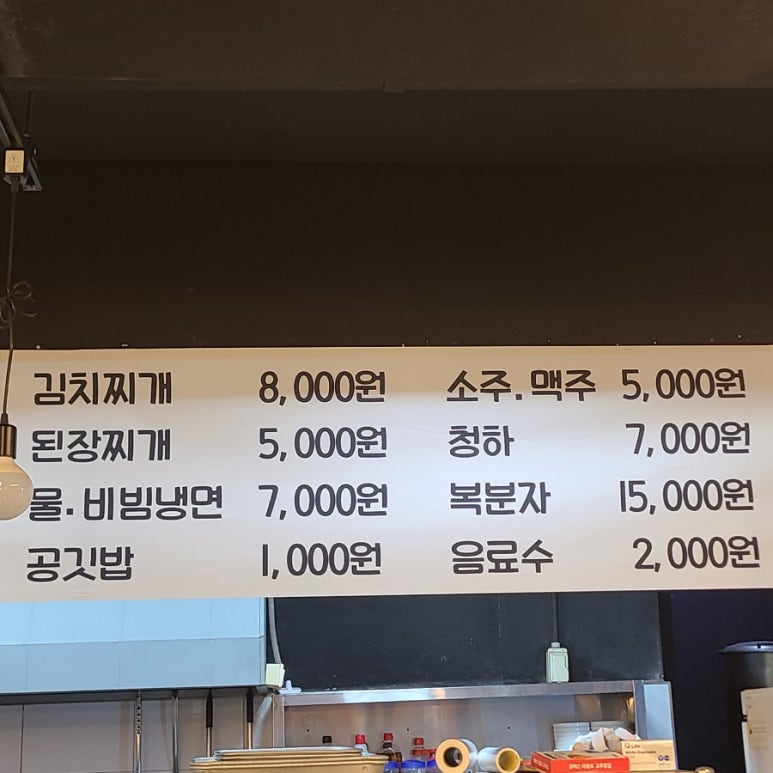 김치찌개 8,000원 소주.맥주 5,000원
된장찌개 5,000원 청하 7,000원
물.비빔냉면 7,000원 복분자 15,000원
공깃밥 1,000원 음료수 2,000원